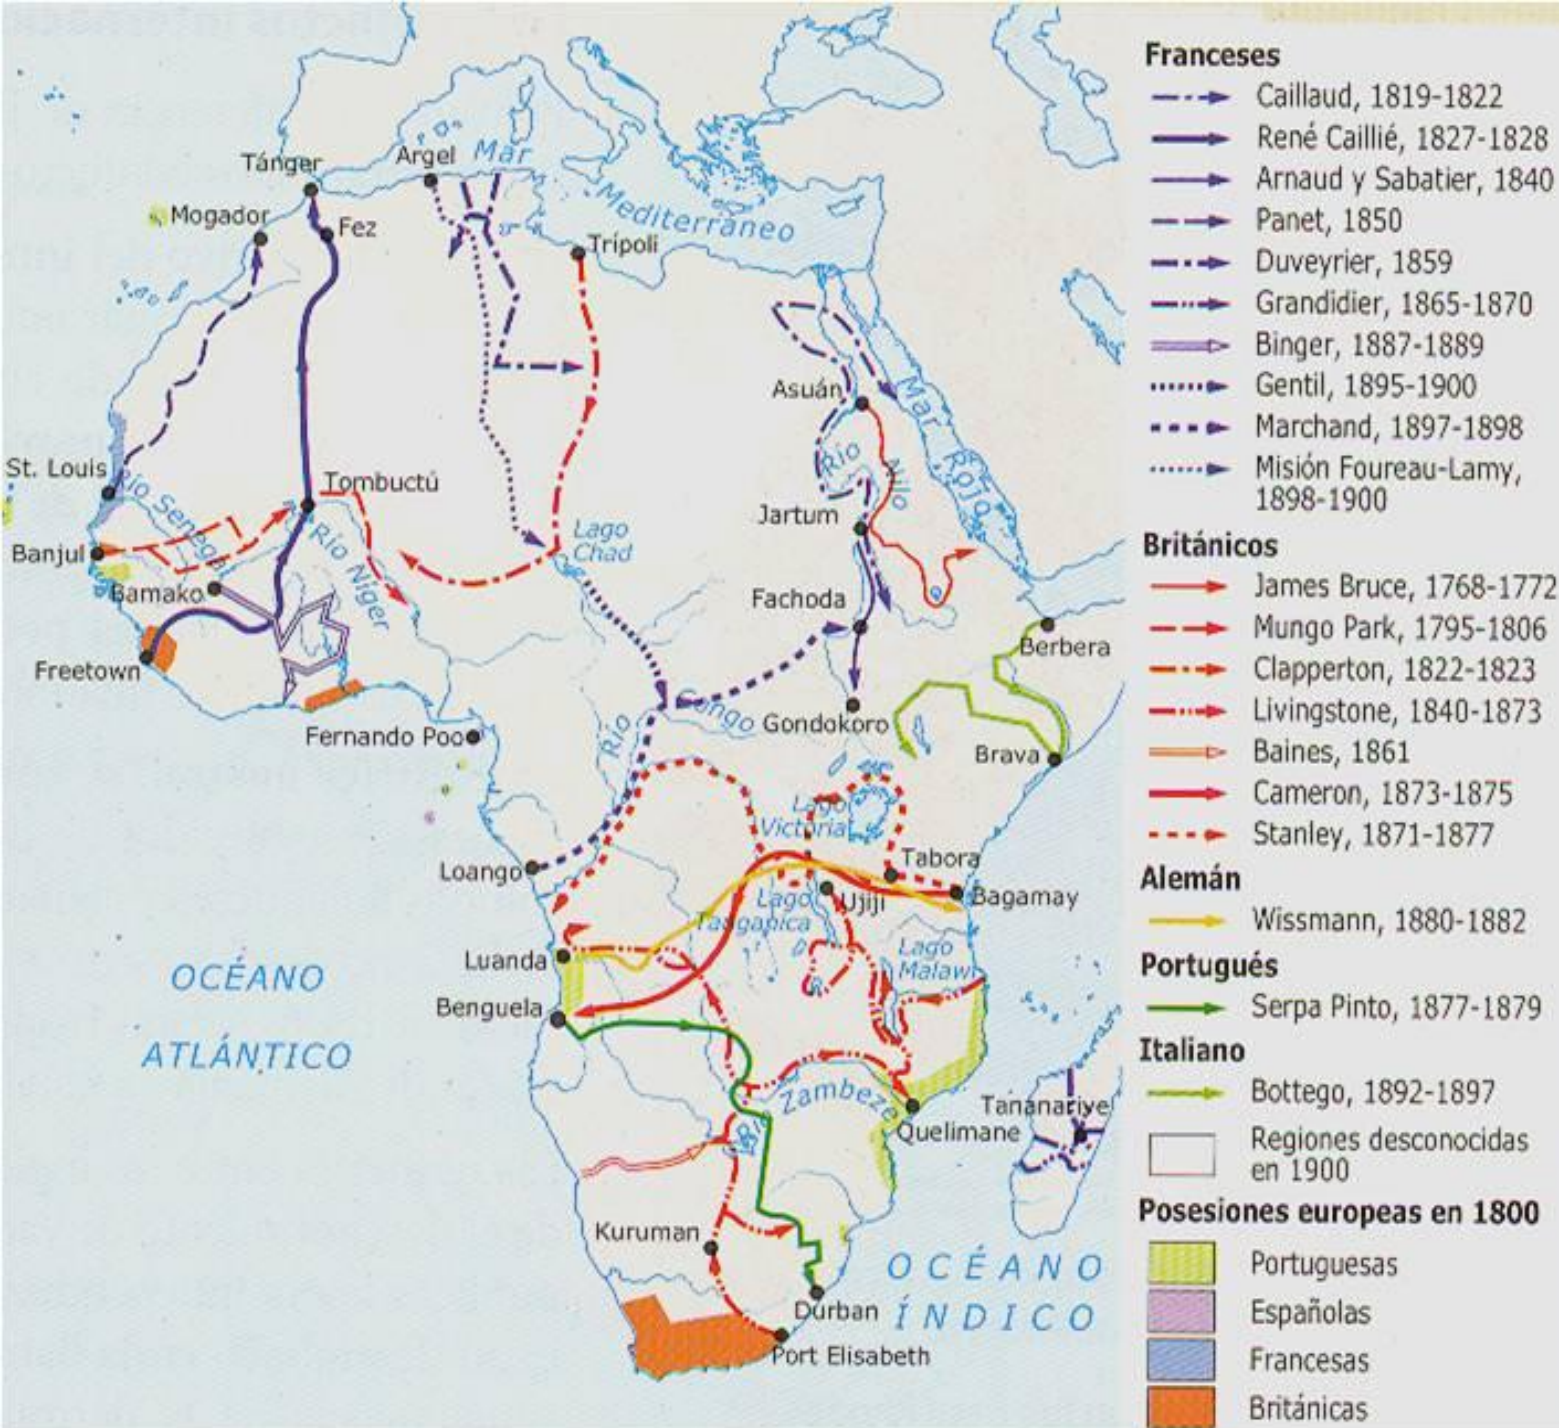 Tánger
Argel
Mar
Mediterráneo
Mogador
Fez
Trípoli
Asuán
Mar
Rojo
Río
Nilo
St. Louis
Río Senegal
Tombuctú
Jartum
Banjul
Río Niger
Lago
Chad
Bamako
Fachoda
Berbera
Freetown
Congo
Río
Gondokoro
Fernando Poo
Brava
Lago
Victoria
Loango
Tabora
Ujiji
Bagamay
Lago
Tanganica
Luanda
Lago
Malawi
Benguela
OCÉANO
ATLÁNTICO
Zambeze
Río
Tananarive
Quelimane
Kuruman
OCÉANO
ÍNDICO
Durban
Port Elisabeth
Franceses
Caillaud, 1819-1822
René Caillié, 1827-1828
Arnaud y Sabatier, 1840
Panet, 1850
Duveyrier, 1859
Grandidier, 1865-1870
Binger, 1887-1889
Gentil, 1895-1900
Marchand, 1897-1898
Misión Foureau-Lamy,
1898-1900
Británicos
James Bruce, 1768-1772
Mungo Park, 1795-1806
Clapperton, 1822-1823
Livingstone, 1840-1873
Baines, 1861
Cameron, 1873-1875
Stanley, 1871-1877
Alemán
Wissmann, 1880-1882
Portugués
Serpa Pinto, 1877-1879
Italiano
Bottego, 1892-1897
Regiones desconocidas
en 1900
Posesiones europeas en 1800
Portuguesas
Españolas
Francesas
Británicas